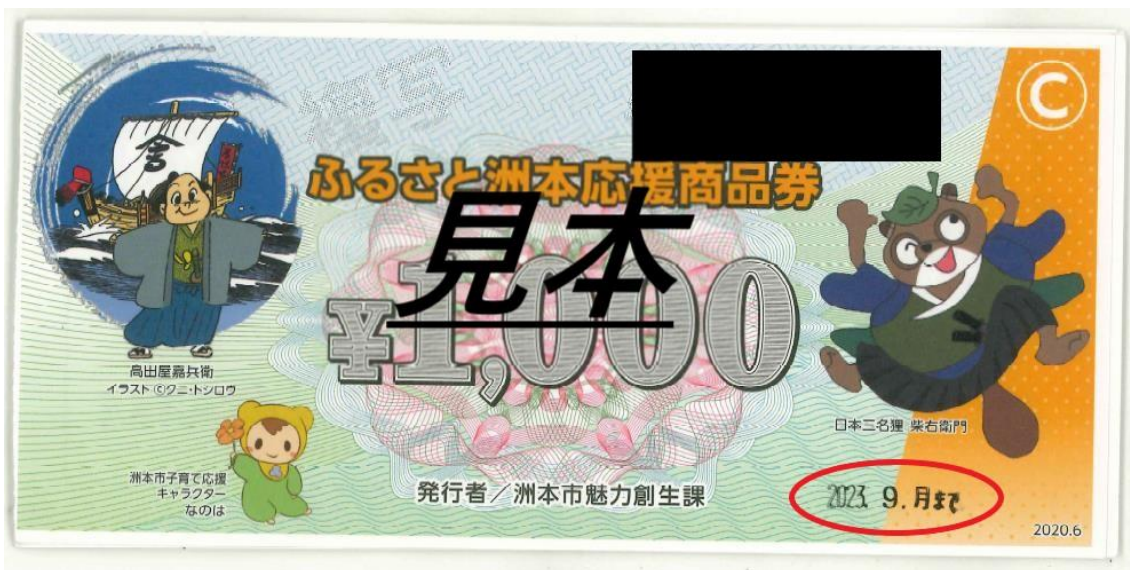 複写
C
ふるさと洲本応援商品券
見本
¥1,000
高田屋嘉兵衛
イラスト ©クニ・トシロウ
日本三名狸 柴右衛門
洲本市子育て応援
キャラクター
なのは
発行者／洲本市魅力創生課
2023. 9. 月まで
2020.6